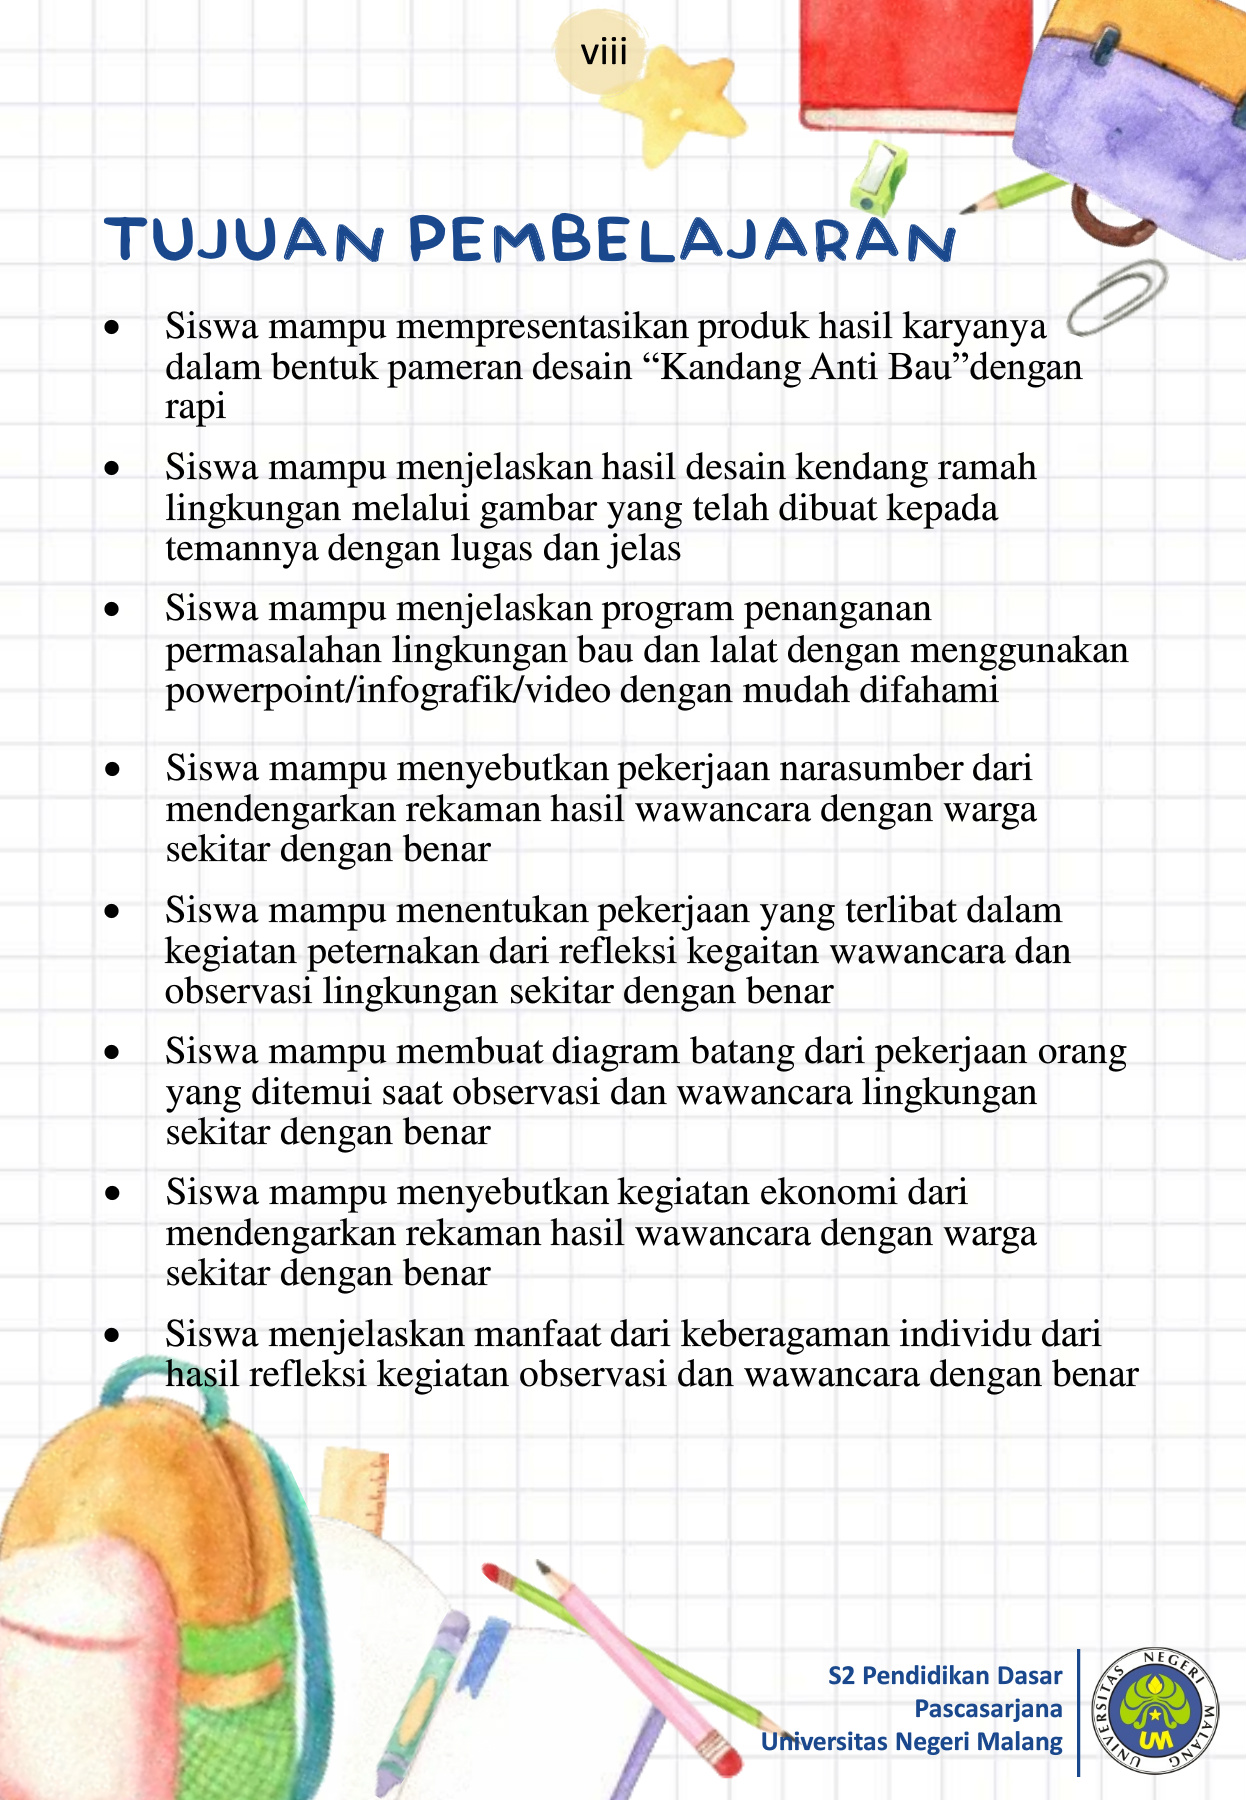 viii
TUJUAN PEMBELAJARAN
• Siswa mampu mempresentasikan produk hasil karyanya
dalam bentuk pameran desain “Kandang Anti Bau”dengan
rapi
• Siswa mampu menjelaskan hasil desain kendang ramah
lingkungan melalui gambar yang telah dibuat kepada
temannya dengan lugas dan jelas
• Siswa mampu menjelaskan program penanganan
permasalahan lingkungan bau dan lalat dengan menggunakan
powerpoint/infografik/video dengan mudah difahami
• Siswa mampu menyebutkan pekerjaan narasumber dari
mendengarkan rekaman hasil wawancara dengan warga
sekitar dengan benar
• Siswa mampu menentukan pekerjaan yang terlibat dalam
kegiatan peternakan dari refleksi kegaitan wawancara dan
observasi lingkungan sekitar dengan benar
• Siswa mampu membuat diagram batang dari pekerjaan orang
yang ditemui saat observasi dan wawancara lingkungan
sekitar dengan benar
• Siswa mampu menyebutkan kegiatan ekonomi dari
mendengarkan rekaman hasil wawancara dengan warga
sekitar dengan benar
• Siswa menjelaskan manfaat dari keberagaman individu dari
hasil refleksi kegiatan observasi dan wawancara dengan benar
S2 Pendidikan Dasar
Pascasarjana
Universitas Negeri Malang
UNIVERSITAS NEGERI MALANG
UM